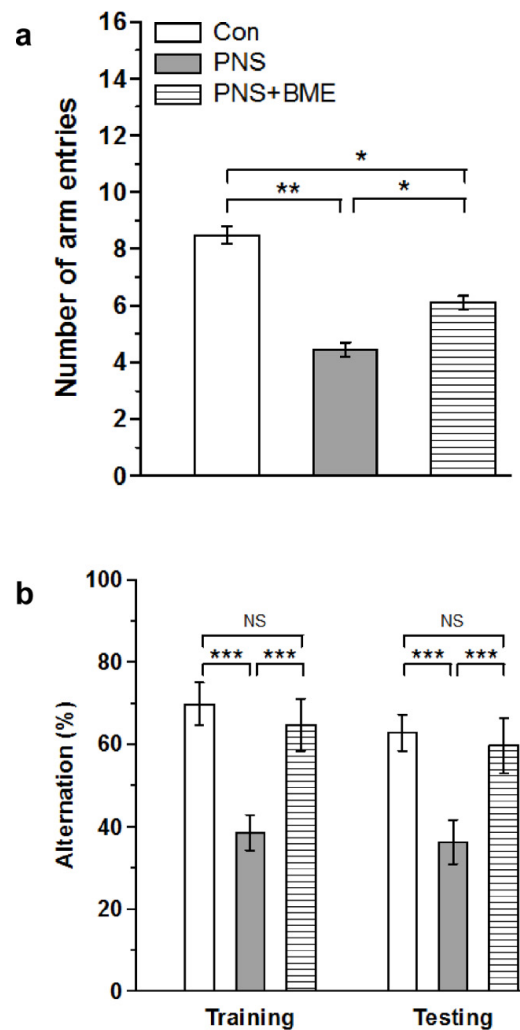 a
Number of arm entries
16
14
12
10
8
6
4
2
0
Con
PNS
PNS+BME
*
**
*
b
Alternation (%)
100
80
60
40
20
0
NS
NS
*** ***
*** ***
Training
Testing